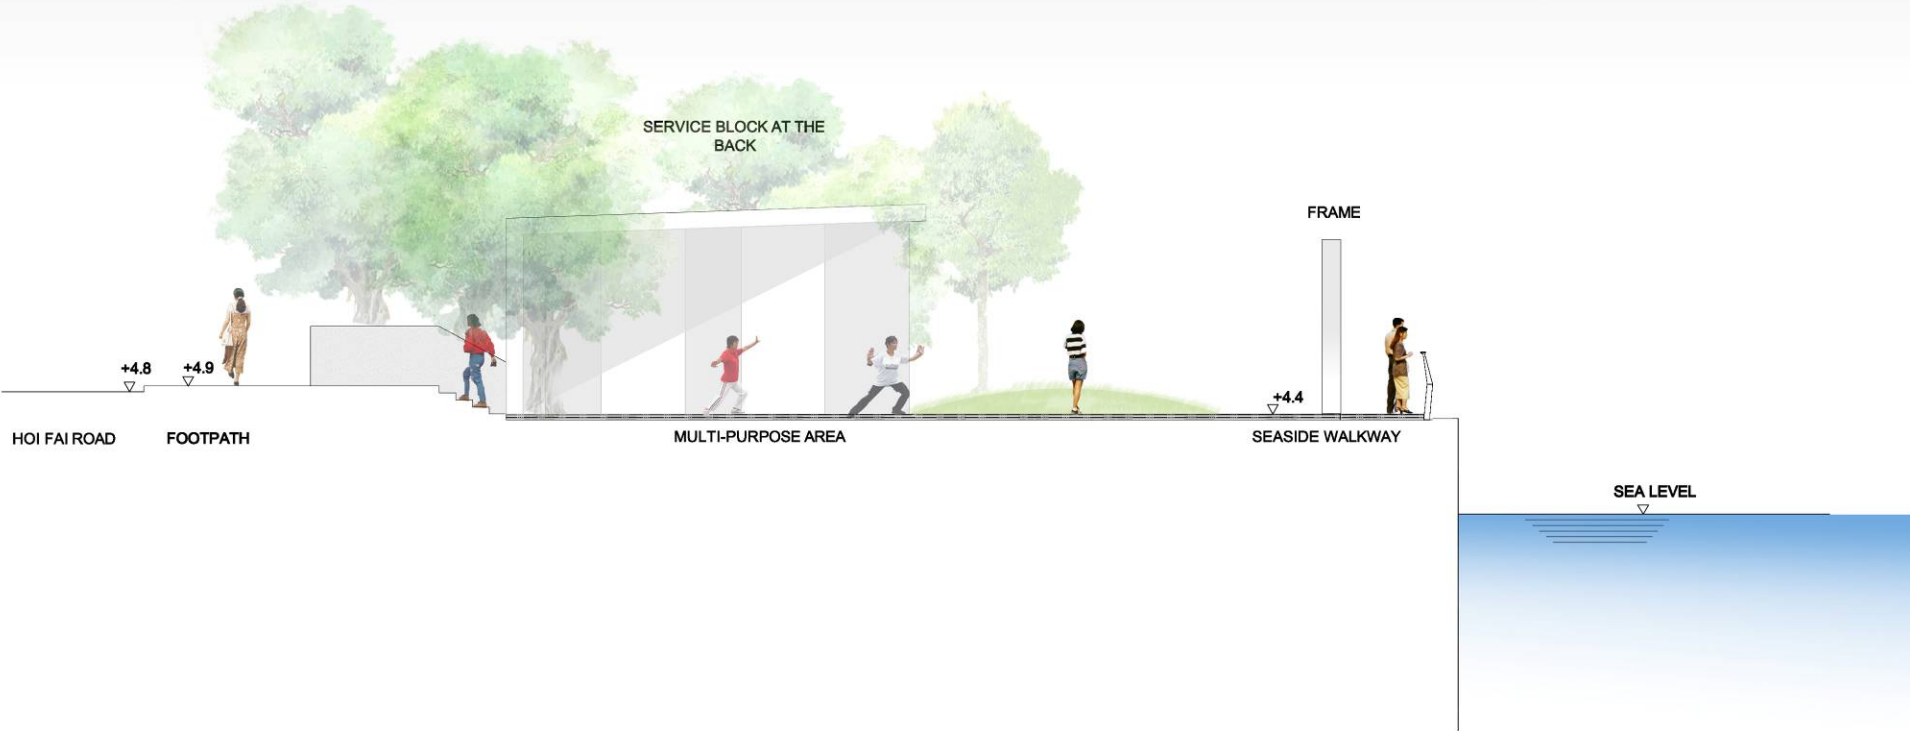 SERVICE BLOCK AT THE
BACK
FRAME
+4.8
+4.9
+4.4
HOI FAI ROAD
FOOTPATH
MULTI-PURPOSE AREA
SEASIDE WALKWAY
SEA LEVEL